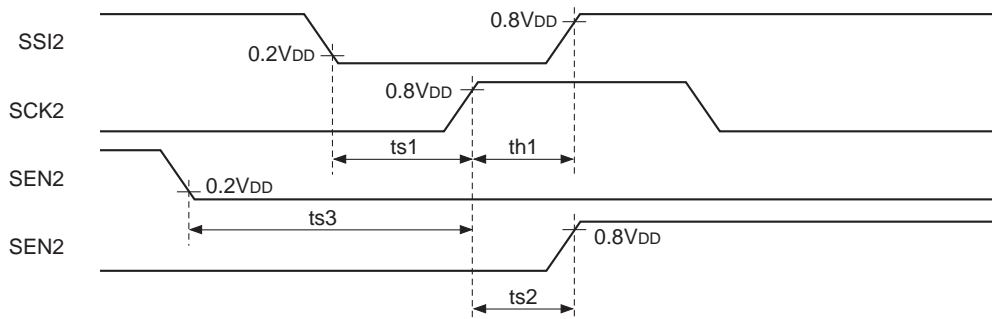 SSI2
0.8VDD
0.2VDD
SCK2
0.8VDD
ts1
th1
SEN2
0.2VDD
ts3
SEN2
0.8VDD
ts2